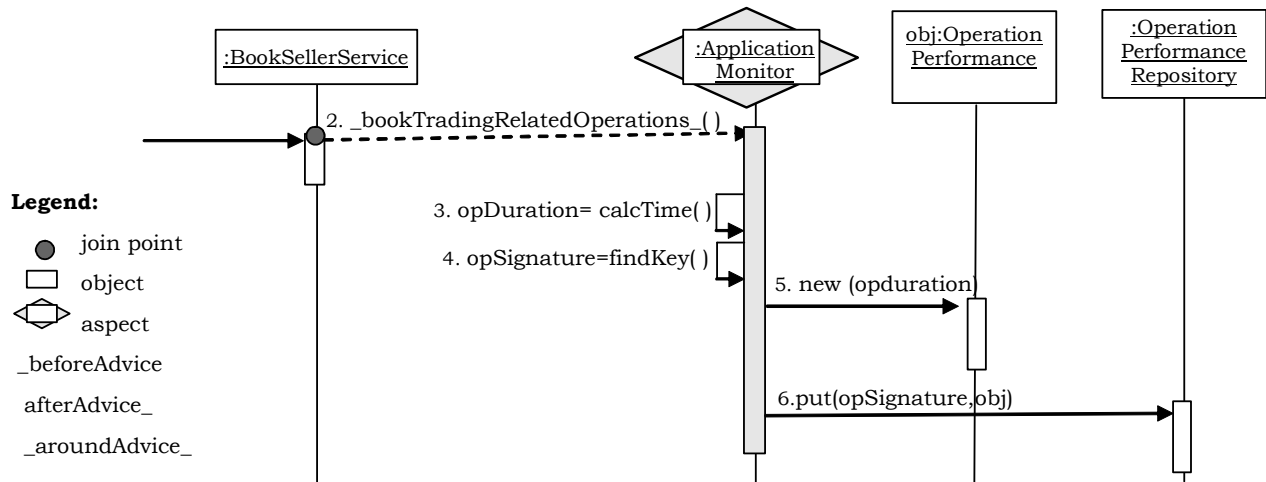 :BookSellerService
:Application
Monitor
obj:Operation
Performance
:Operation
Performance
Repository
2. _bookTradingRelatedOperations_( )
Legend:
join point
object
aspect
_beforeAdvice
afterAdvice_
_aroundAdvice_
3. opDuration= calcTime( )
4. opSignature=findKey( )
5. new (opduration)
6.put(opSignature,obj)